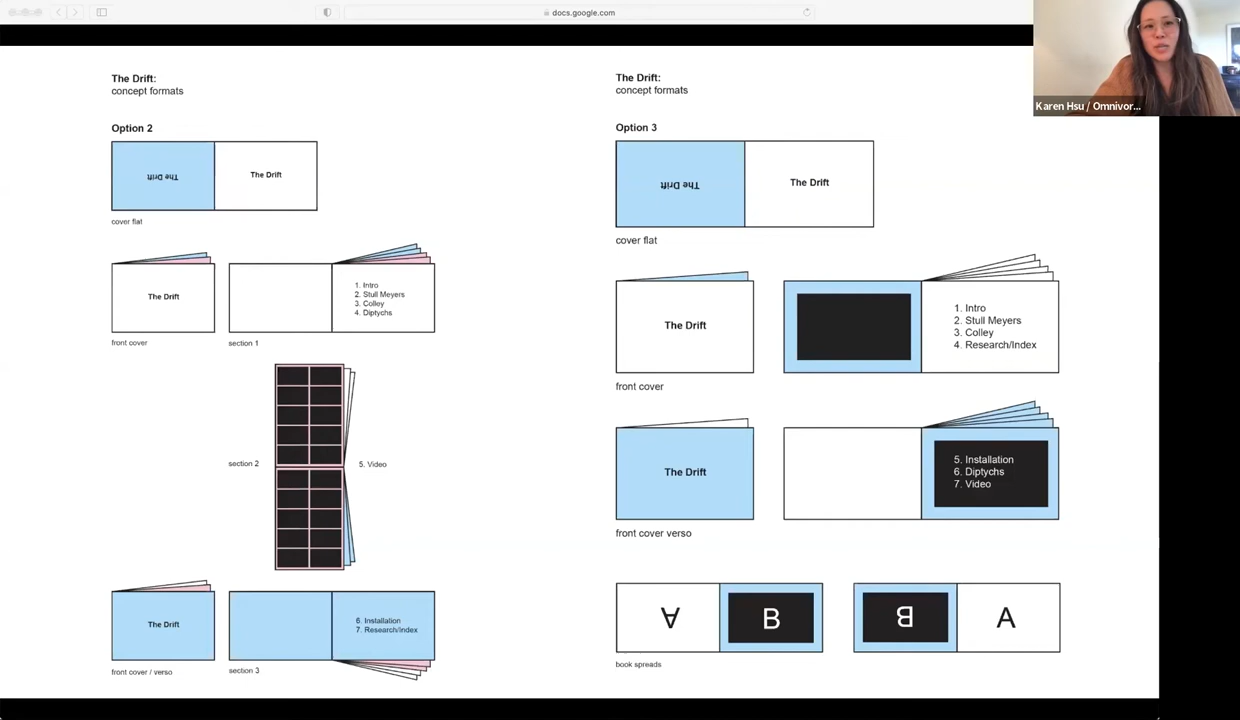 docs.google.com
Karen Hsu / Omnivor...
The Drift:
concept formats
Option 2
The Drift
The Drift
cover flat
The Drift
front cover
1. Intro
2. Stull Meyers
3. Colley
4. Diptychs
section 1
section 2
5. Video
The Drift
front cover / verso
6. Installation
7. Research/Index
section 3
The Drift:
concept formats
Option 3
The Drift
The Drift
cover flat
The Drift
front cover
1. Intro
2. Stull Meyers
3. Colley
4. Research/Index
The Drift
front cover verso
5. Installation
6. Diptychs
7. Video
A
B
B
A
book spreads